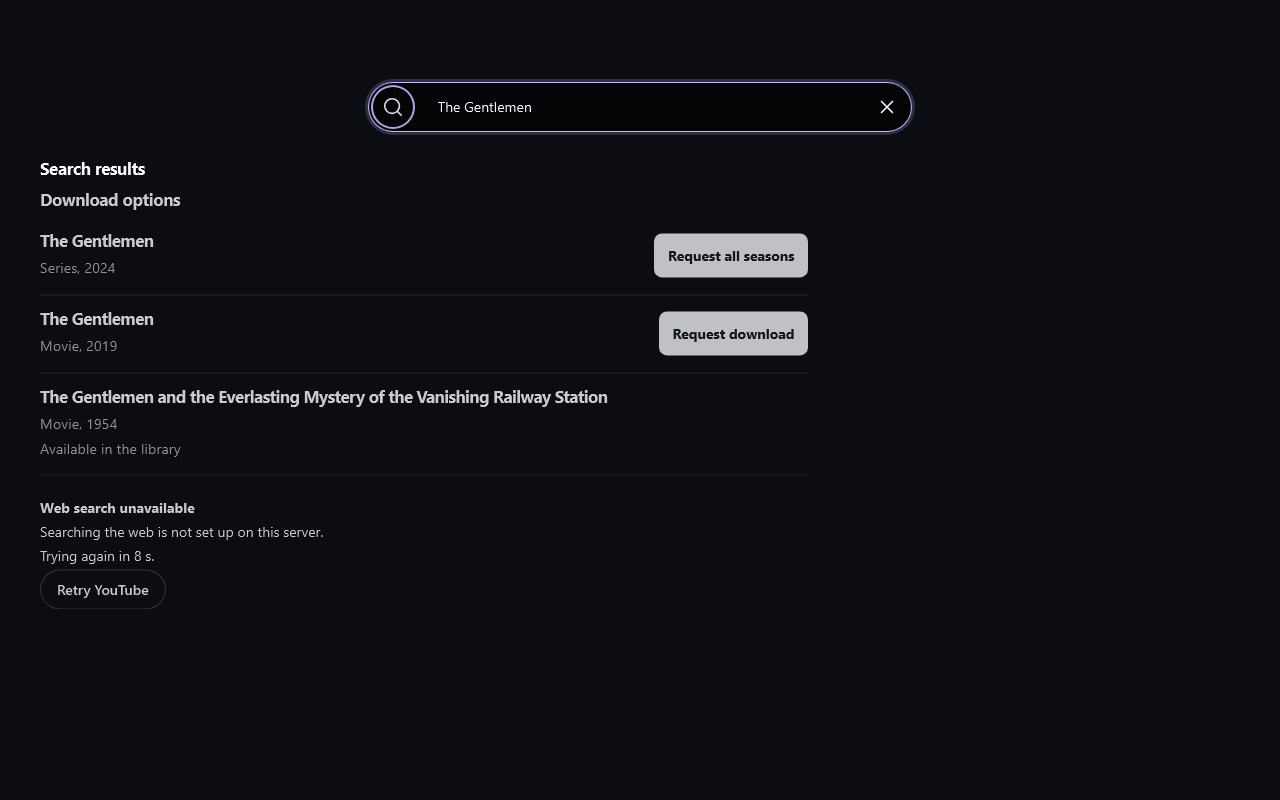 The Gentlemen
Search results
Download options
The Gentlemen
Series, 2024
Request all seasons
The Gentlemen
Movie, 2019
Request download
The Gentlemen and the Everlasting Mystery of the Vanishing Railway Station
Movie, 1954
Available in the library
Web search unavailable
Searching the web is not set up on this server.
Trying again in 8 s.
Retry YouTube